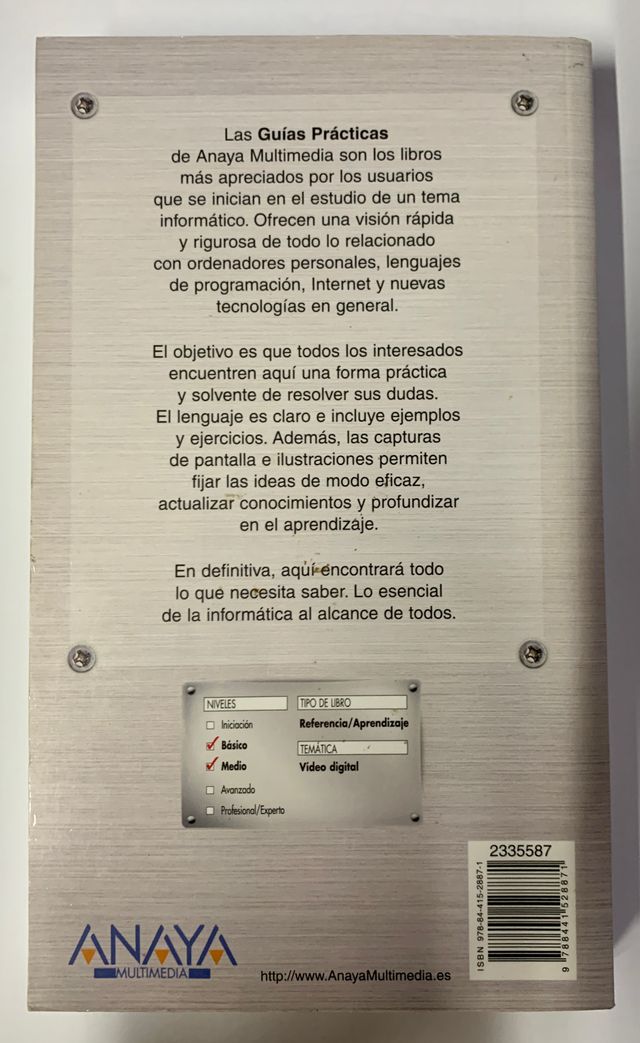 Las Guías Prácticas
de Anaya Multimedia son los libros
más apreciados por los usuarios
que se inician en el estudio de un tema
informático. Ofrecen una visión rápida
y rigurosa de todo lo relacionado
con ordenadores personales, lenguajes
de programación, Internet y nuevas
tecnologías en general.
El objetivo es que todos los interesados
encuentren aquí una forma práctica
y solvente de resolver sus dudas.
El lenguaje es claro e incluye ejemplos
y ejercicios. Además, las capturas
de pantalla e ilustraciones permiten
fijar las ideas de modo eficaz,
actualizar conocimientos y profundizar
en el aprendizaje.
En definitiva, aquí encontrará todo
lo que necesita saber. Lo esencial
de la informática al alcance de todos.
NIVELES
Iniciación
Básico
Medio
Avanzado
Profesional/Experto
TIPO DE LIBRO
Referencia/Aprendizaje
TEMÁTICA
Video digital
2335587
ISBN 978-84-415-2887-1
9 788441 528871
ANAYA
MULTIMEDIA
http://www.AnayaMultimedia.es